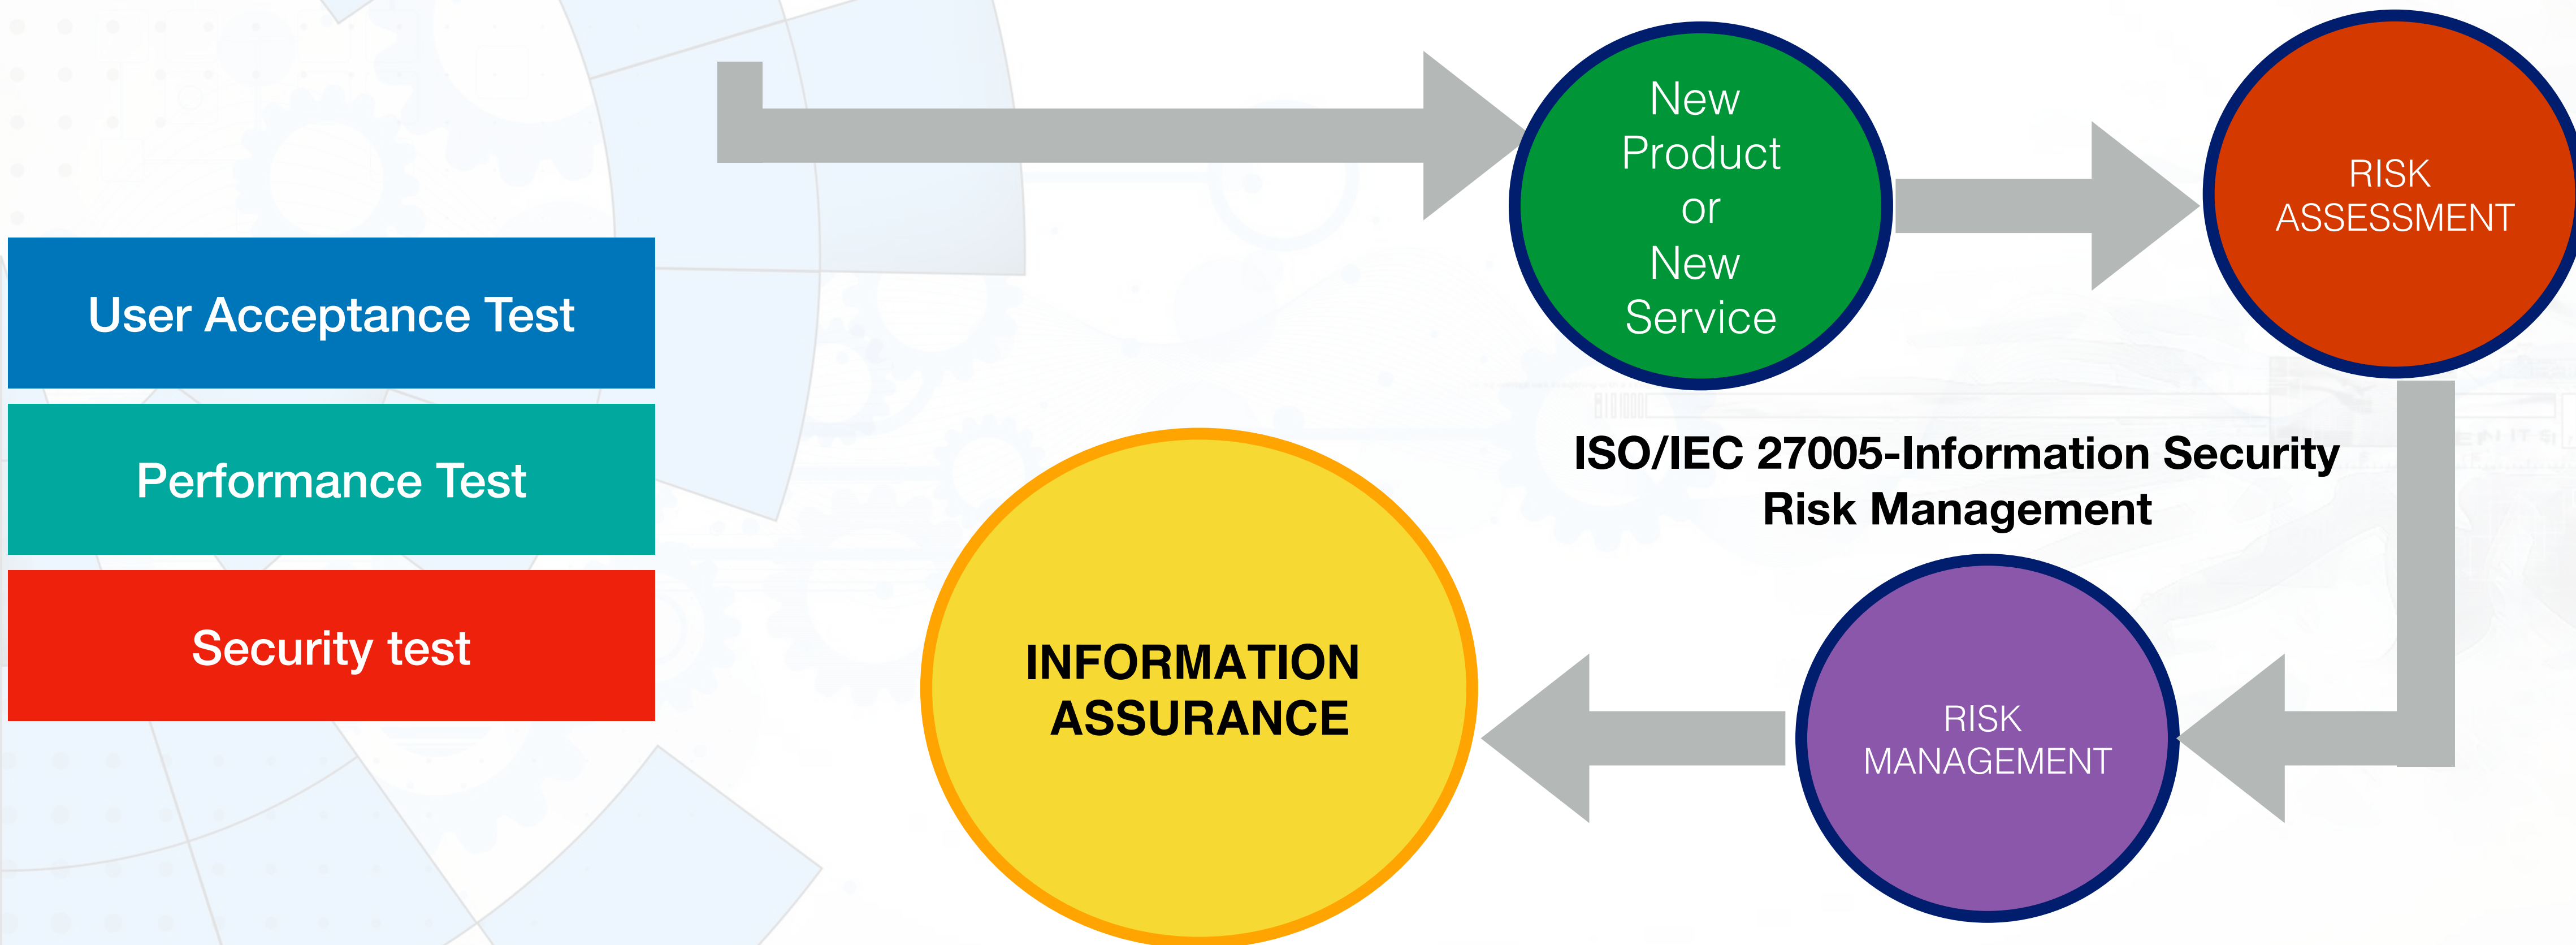 User Acceptance Test
Performance Test
Security test
New
Product
or
New
Service
RISK
ASSESSMENT
ISO/IEC 27005-Information Security
Risk Management
RISK
MANAGEMENT
INFORMATION
ASSURANCE